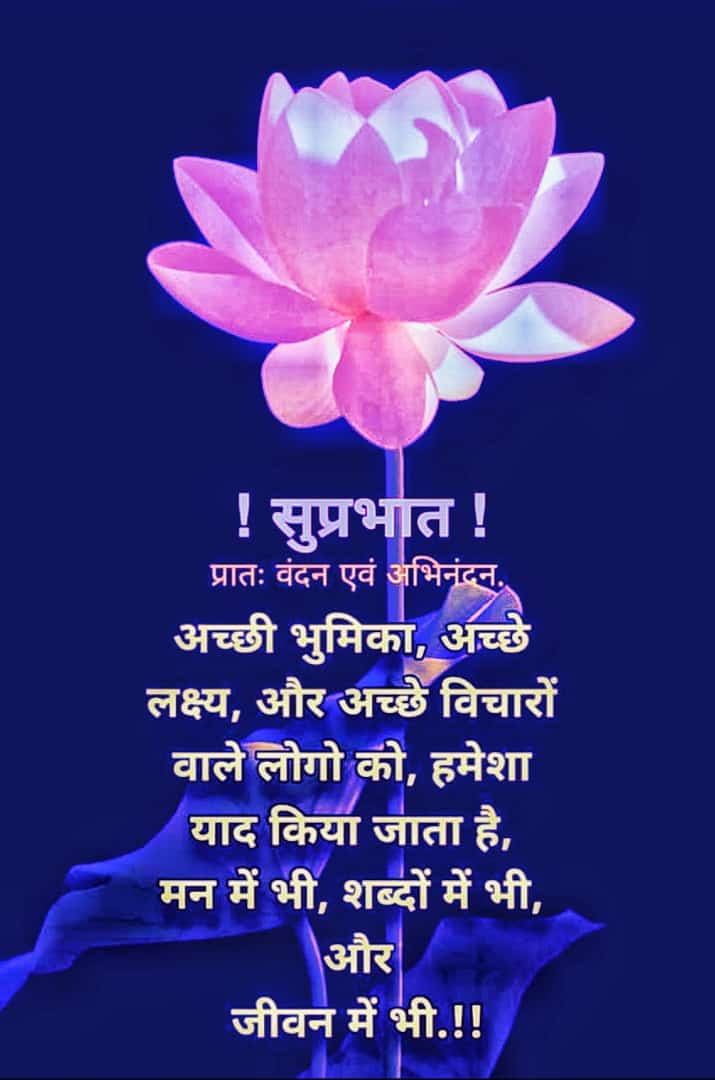 ! सुप्रभात !
प्रातः वंदन एवं अभिनंदन.
अच्छी भुमिका, अच्छे
लक्ष्य, और अच्छे विचारों
वाले लोगो को, हमेशा
याद किया जाता है,
मन में भी, शब्दों में भी,
और
जीवन में भी.!!